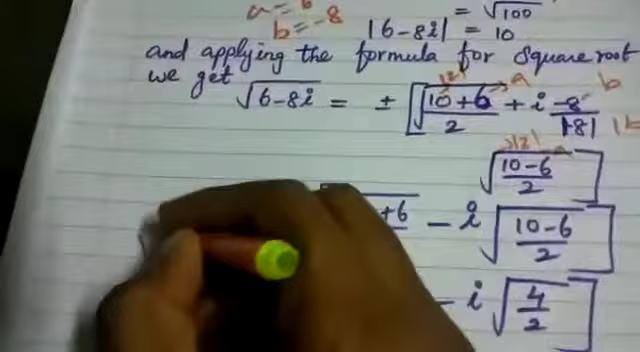 a = 6 = √100
b = -8 |6-8i| = 10
and applying the formula for square root
we get |z| a b
√6-8i = ± [√10+6/2 + i -8/|-8| |b
|z| a
√10-6/2 ]
+6 - i √10-6/2 ]
- i √4/2 ]